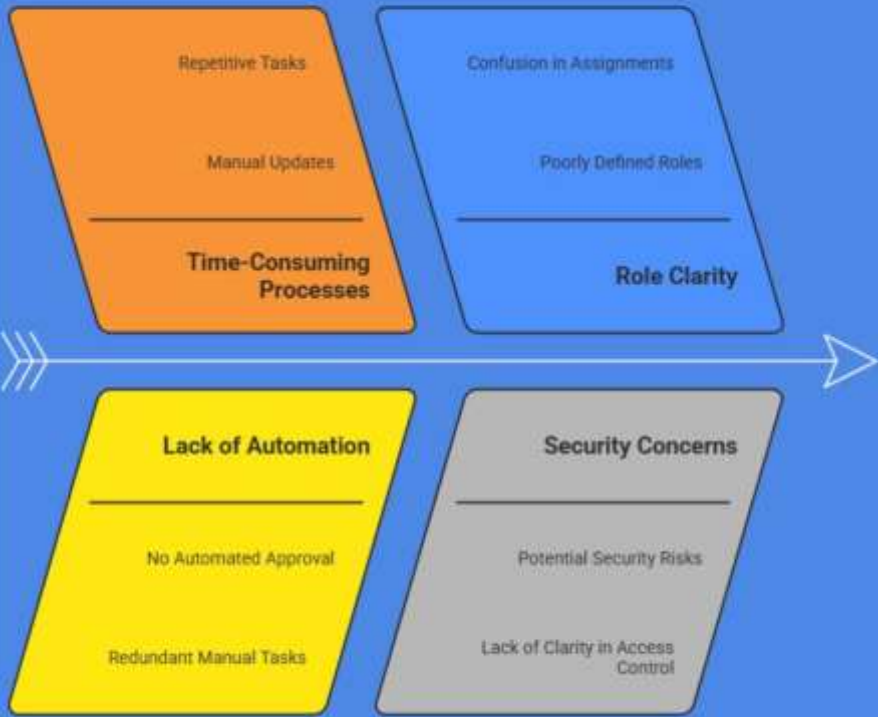 Repetitive Tasks
Manual Updates
Time-Consuming
Processes
Confusion in Assignments
Poorly Defined Roles
Role Clarity
Lack of Automation
No Automated Approval
Redundant Manual Tasks
Security Concerns
Potential Security Risks
Lack of Clarity in Access
Control